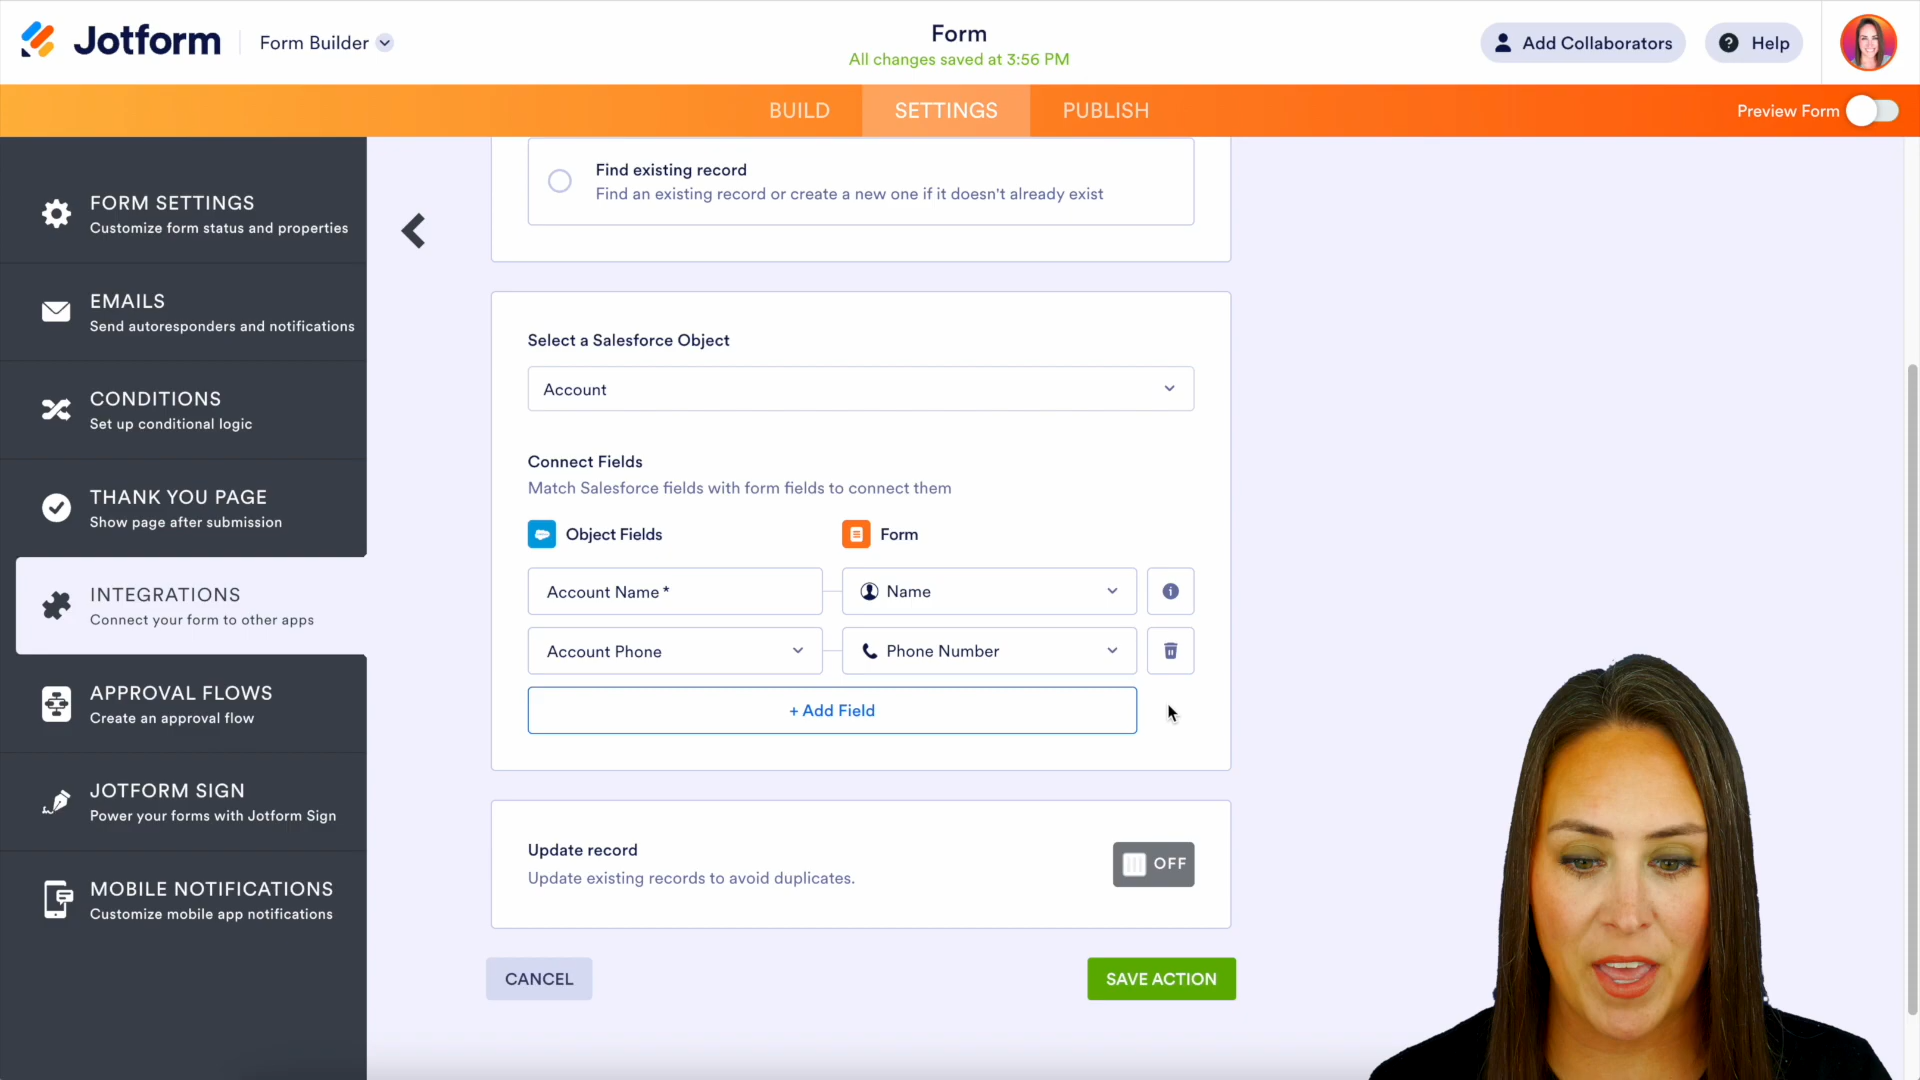 Jotform
Form Builder
Form
All changes saved at 3:56 PM
Add Collaborators
Help
BUILD
SETTINGS
PUBLISH
Preview Form
FORM SETTINGS
Customize form status and properties
EMAILS
Send autoresponders and notifications
CONDITIONS
Set up conditional logic
THANK YOU PAGE
Show page after submission
INTEGRATIONS
Connect your form to other apps
APPROVAL FLOWS
Create an approval flow
JOTFORM SIGN
Power your forms with Jotform Sign
MOBILE NOTIFICATIONS
Customize mobile app notifications
Find existing record
Find an existing record or create a new one if it doesn't already exist
Select a Salesforce Object
Account
Connect Fields
Match Salesforce fields with form fields to connect them
Object Fields
Form
Account Name *
Name
Account Phone
Phone Number
+ Add Field
Update record
Update existing records to avoid duplicates.
OFF
CANCEL
SAVE ACTION